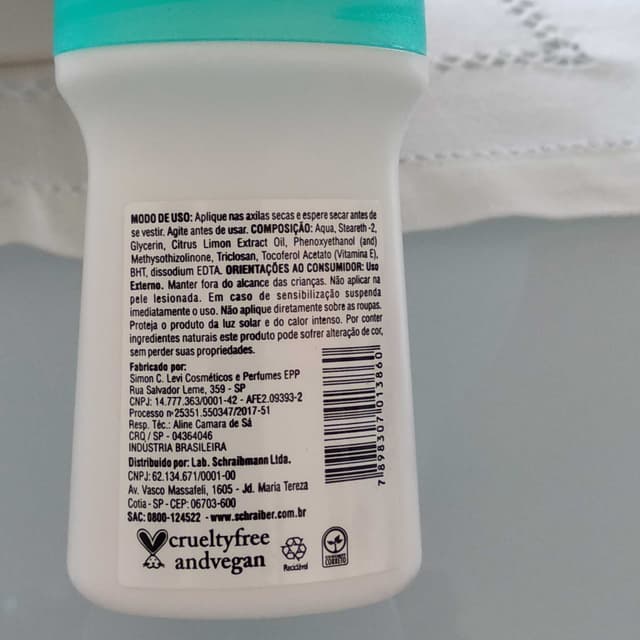 MODO DE USO: Aplique nas axilas secas e espere secar antes de
se vestir. Agite antes de usar. COMPOSIÇÃO: Aqua, Steareth -2,
Glycerin, Citrus Limon Extract Oil, Phenoxyethanol (and)
Methysothizolinone, Triclosan, Tocoferol Acetato (Vitamina E),
BHT, dissodium EDTA. ORIENTAÇÕES AO CONSUMIDOR: Uso
Externo. Manter fora do alcance das crianças. Não aplicar na
pele lesionada. Em caso de sensibilização suspenda
imediatamente o uso. Não aplique diretamente sobre as roupas.
Proteja o produto da luz solar e do calor intenso. Por conter
ingredientes naturais este produto pode sofrer alteração de cor,
sem perder suas propriedades.
Fabricado por:
Simon C. Levi Cosméticos e Perfumes EPP
Rua Salvador Leme, 359 - SP
CNPJ: 14.777.363/0001-42 - AFE2.09393-2
Processo nº25351.550347/2017-51
Resp. Téc.: Aline Camara de Sá
CRQ / SP - 04364046
INDÚSTRIA BRASILEIRA
Distribuído por: Lab. Schraibmann Ltda.
CNPJ: 62.134.671/0001-00
Av. Vasco Massafeli, 1605 - Jd. Maria Tereza
Cotia - SP - CEP: 06703-600
SAC: 0800-124522 - www.schraiber.com.br
7 898307 013860
crueltyfree
andvegan
Reciclável
CORRETO